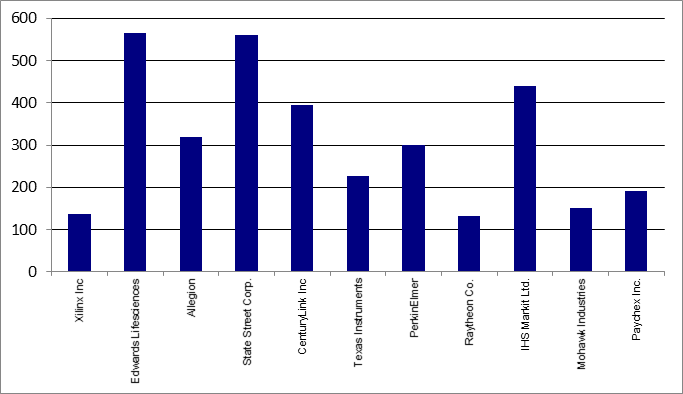 600
500
400
300
200
100
0
Xilinx Inc
Edwards Lifesciences
Allegion
State Street Corp.
CenturyLink Inc
Texas Instruments
PerkinElmer
Raytheon Co.
IHS Markit Ltd.
Mohawk Industries
Paychex Inc.